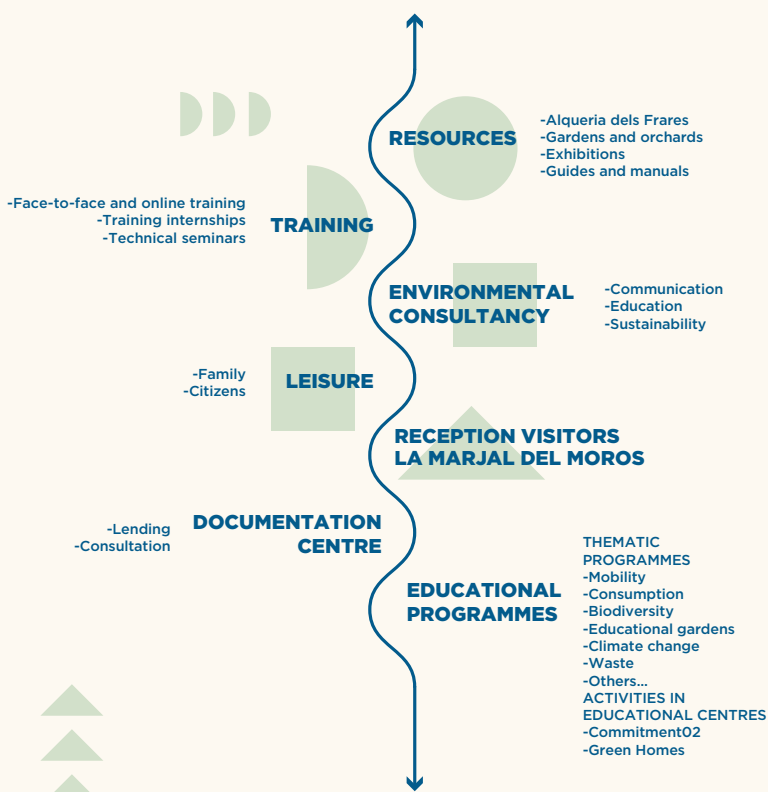 RESOURCES
-Alqueria dels Frares
-Gardens and orchards
-Exhibitions
-Guides and manuals
-Face-to-face and online training
-Training internships
-Technical seminars
TRAINING
ENVIRONMENTAL
CONSULTANCY
-Communication
-Education
-Sustainability
-Family
-Citizens
LEISURE
RECEPTION VISITORS
LA MARJAL DEL MOROS
-Lending
-Consultation
DOCUMENTATION
CENTRE
EDUCATIONAL
PROGRAMMES
THEMATIC
PROGRAMMES
-Mobility
-Consumption
-Biodiversity
-Educational gardens
-Climate change
-Waste
-Others...
ACTIVITIES IN
EDUCATIONAL CENTRES
-Commitment02
-Green Homes